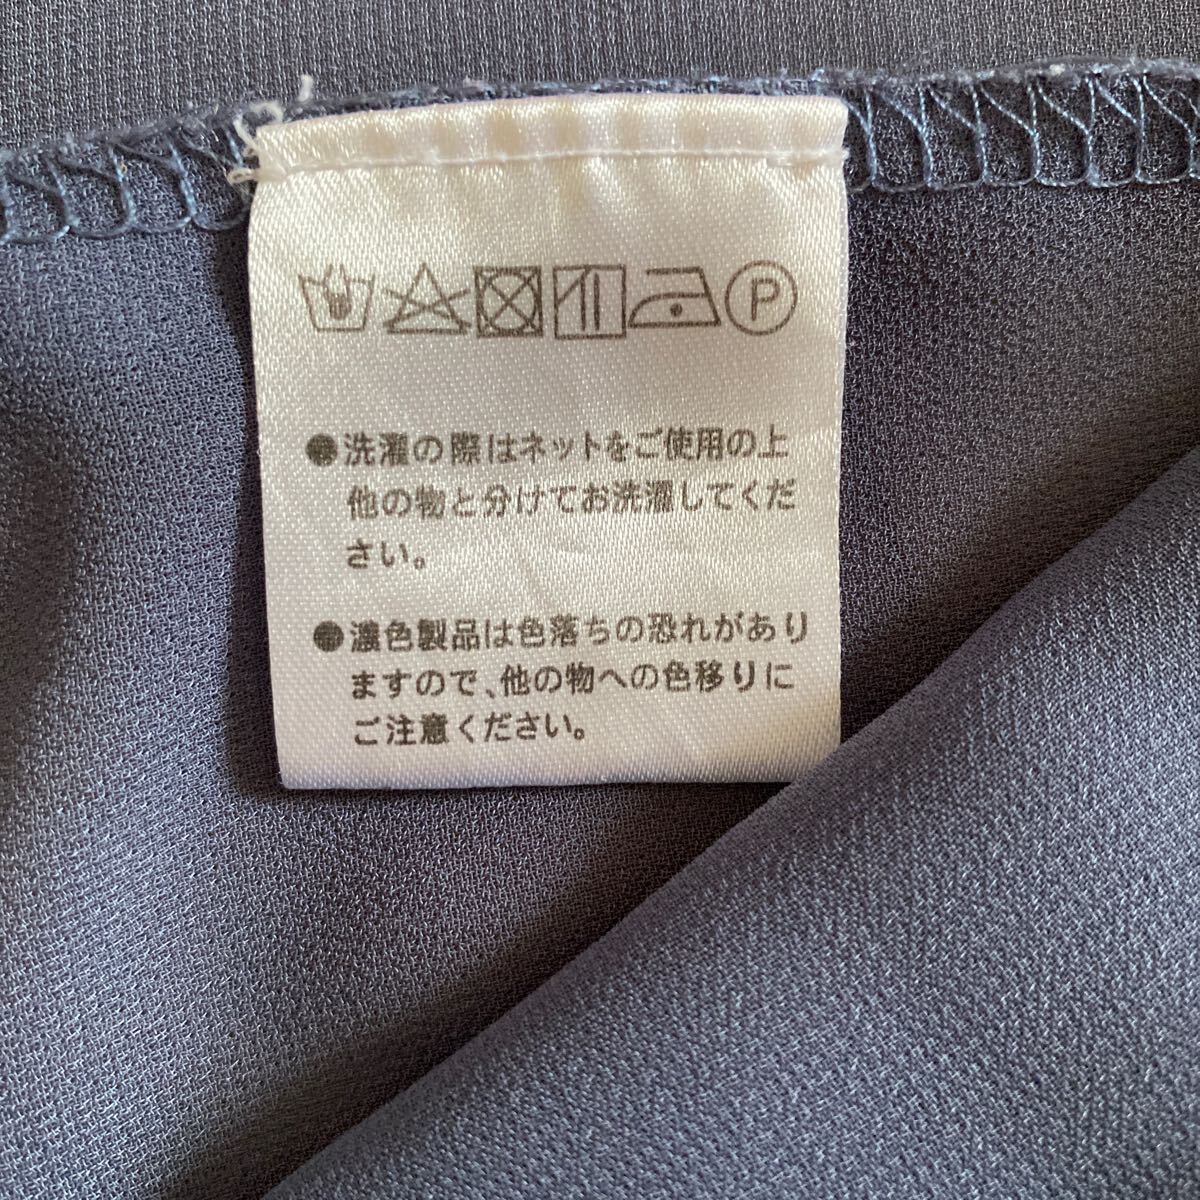 P
●洗濯の際はネットをご使用の上
他の物と分けてお洗濯してくだ
さい。
●濃色製品は色落ちの恐れがあり
ますので、他の物への色移りに
ご注意ください。